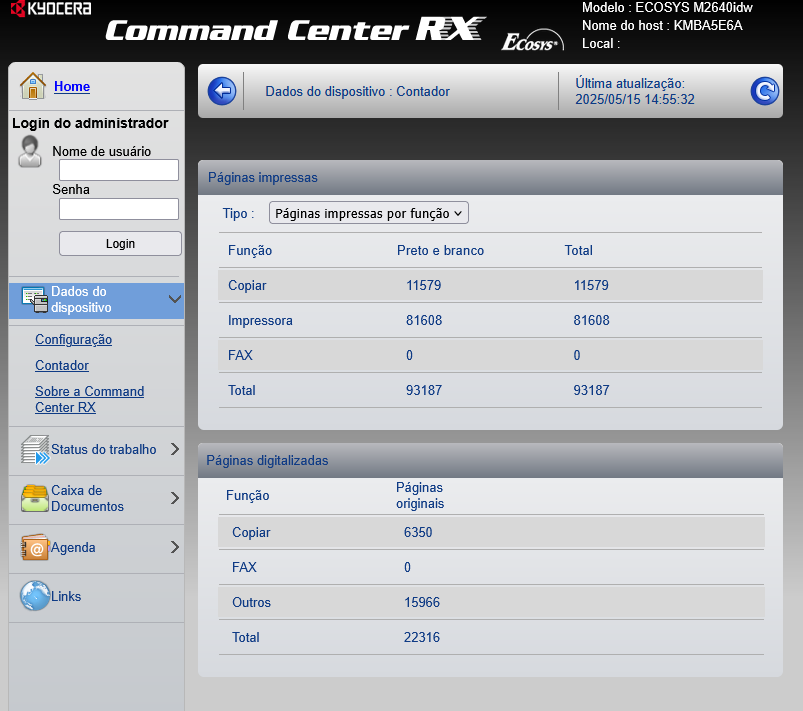 KYOCERA
Command Center RX
Ecosys
Modelo : ECOSYS M2640idw
Nome do host : KMBA5E6A
Local :
Home
Login do administrador
Nome de usuário
Senha
Login
Dados do
dispositivo
Configuração
Contador
Sobre a Command
Center RX
Status do trabalho
Caixa de
Documentos
Agenda
Links
Dados do dispositivo : Contador
Última atualização:
2025/05/15 14:55:32
Páginas impressas
Tipo : Páginas impressas por função
Função Preto e branco Total
Copiar 11579 11579
Impressora 81608 81608
FAX 0 0
Total 93187 93187
Páginas digitalizadas
Função Páginas
originais
Copiar 6350
FAX 0
Outros 15966
Total 22316